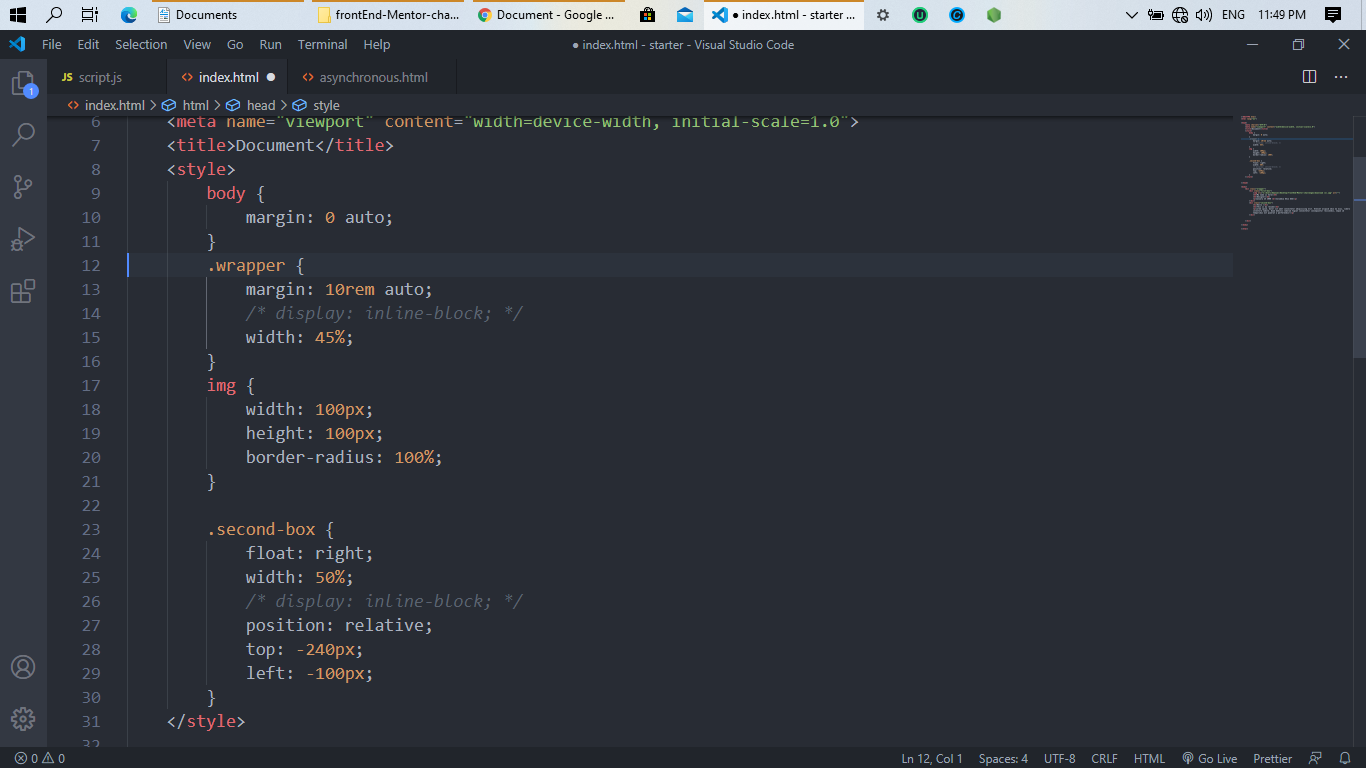 Documents
frontEnd-Mentor-cha...
Document - Google ...
● index.html - starter ...
ENG
11:49 PM
File Edit Selection View Go Run Terminal Help
● index.html - starter - Visual Studio Code
JS script.js
<> index.html ●
<> asynchronous.html
...
1
<> index.html > html > head > style
6 <meta name="viewport" content="width=device-width, initial-scale=1.0">
7 <title>Document</title>
8 <style>
9 body {
10 margin: 0 auto;
11 }
12 .wrapper {
13 margin: 10rem auto;
14 /* display: inline-block; */
15 width: 45%;
16 }
17 img {
18 width: 100px;
19 height: 100px;
20 border-radius: 100%;
21 }
22
23 .second-box {
24 float: right;
25 width: 50%;
26 /* display: inline-block; */
27 position: relative;
28 top: -240px;
29 left: -100px;
30 }
31 </style>
32
0 0
Ln 12, Col 1 Spaces: 4 UTF-8 CRLF HTML Go Live Prettier